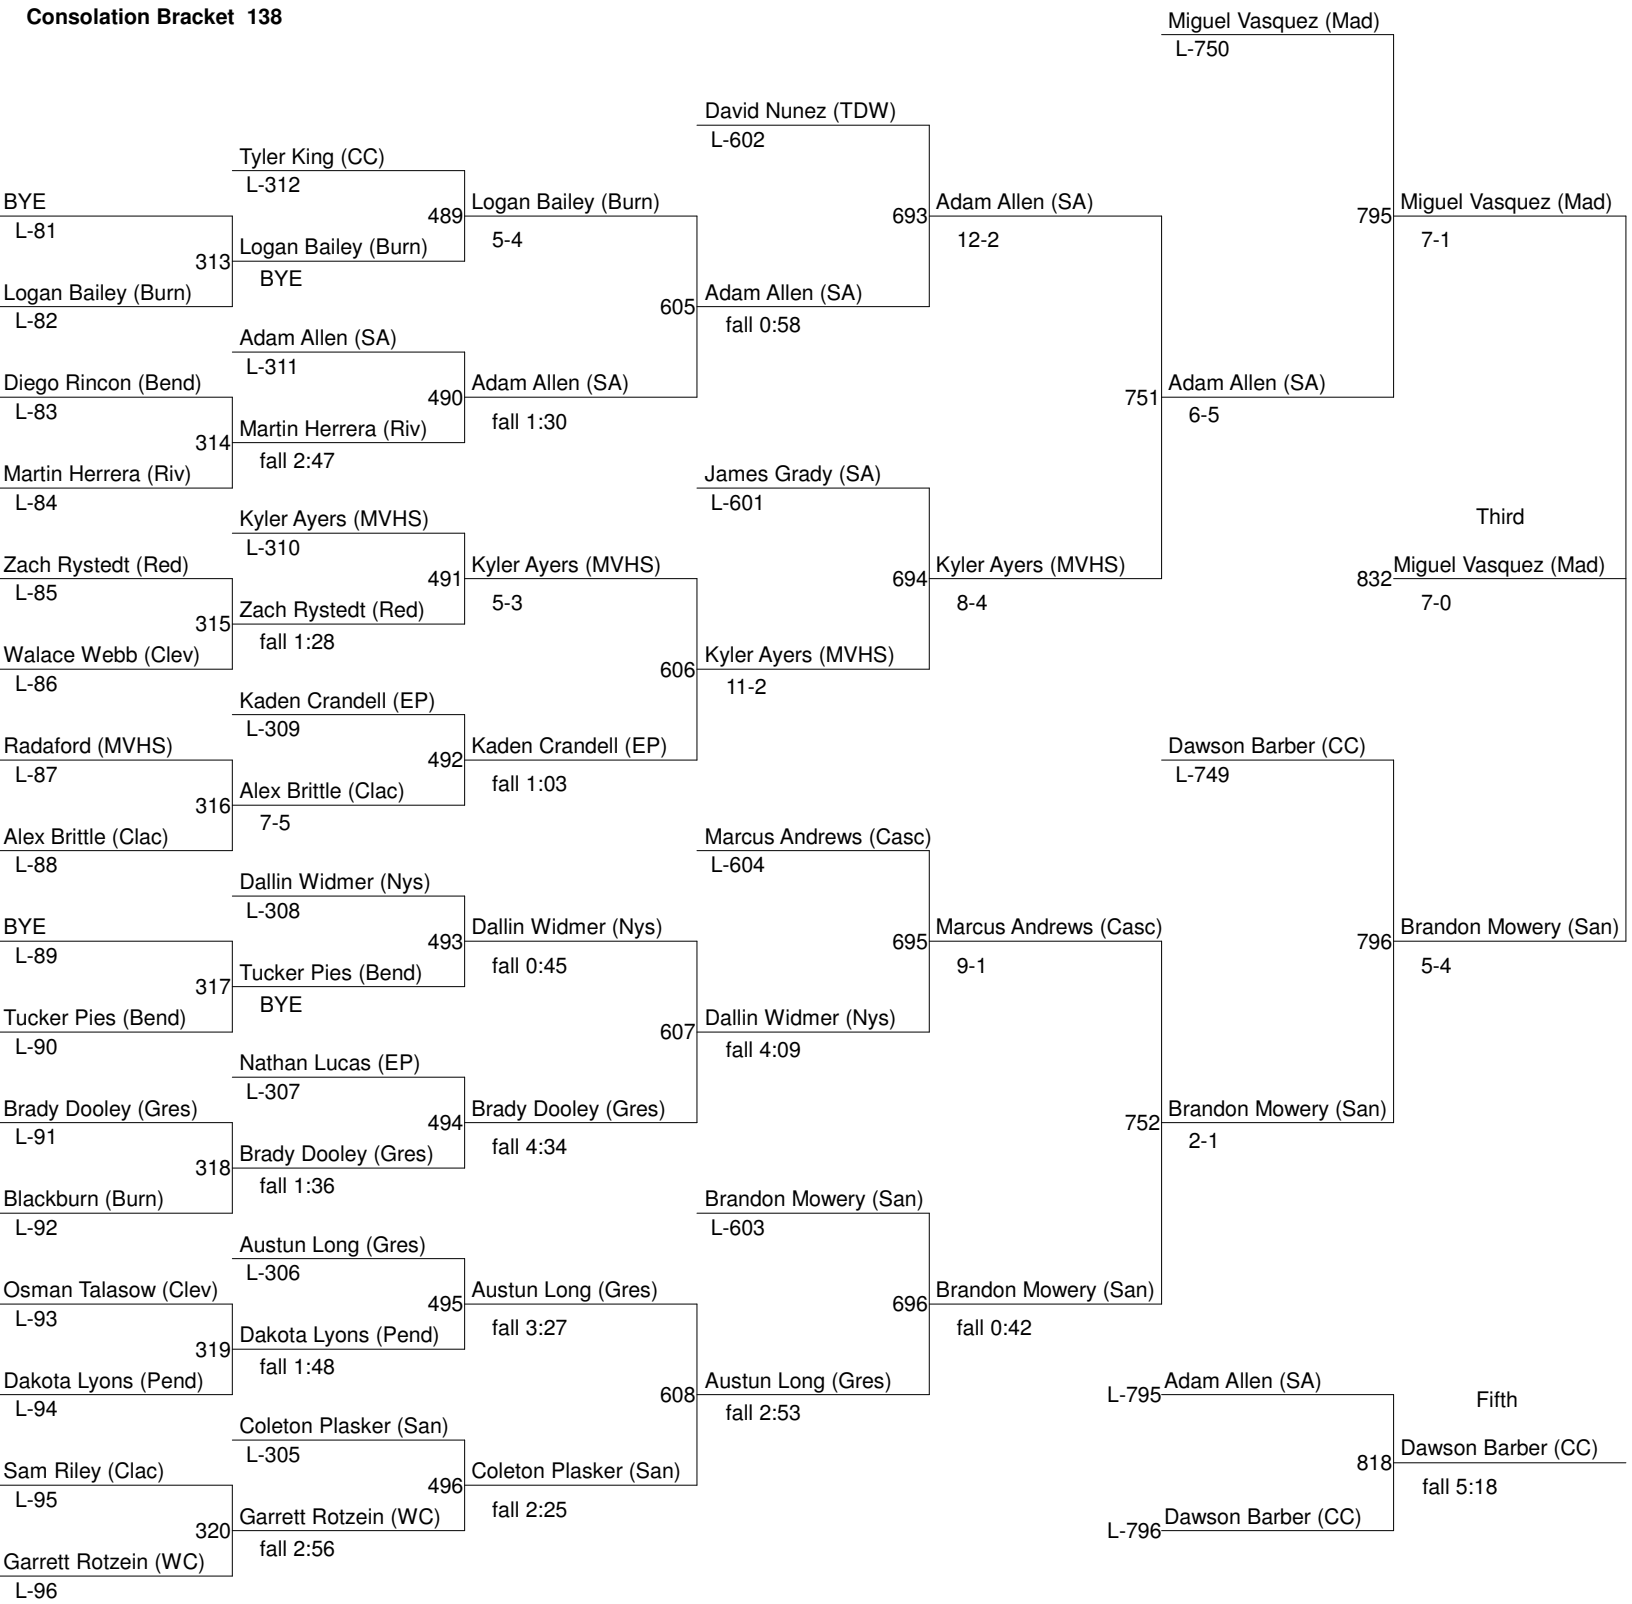 Consolation Bracket 138
Miguel Vasquez (Mad)
L-750
David Nunez (TDW)
L-602
Tyler King (CC)
L-312
BYE
L-81
489
Logan Bailey (Burn)
5-4
693
Adam Allen (SA)
12-2
795
Miguel Vasquez (Mad)
7-1
313
Logan Bailey (Burn)
BYE
Logan Bailey (Burn)
L-82
605
Adam Allen (SA)
fall 0:58
Adam Allen (SA)
L-311
Diego Rincon (Bend)
L-83
490
Adam Allen (SA)
fall 1:30
751
Adam Allen (SA)
6-5
314
Martin Herrera (Riv)
fall 2:47
Martin Herrera (Riv)
L-84
James Grady (SA)
L-601
Kyler Ayers (MVHS)
L-310
Third
Zach Rystedt (Red)
L-85
491
Kyler Ayers (MVHS)
5-3
694
Kyler Ayers (MVHS)
8-4
832
Miguel Vasquez (Mad)
7-0
315
Zach Rystedt (Red)
fall 1:28
Walace Webb (Clev)
L-86
606
Kyler Ayers (MVHS)
11-2
Kaden Crandell (EP)
L-309
Radaford (MVHS)
L-87
492
Kaden Crandell (EP)
fall 1:03
Dawson Barber (CC)
L-749
316
Alex Brittle (Clac)
7-5
Alex Brittle (Clac)
L-88
Marcus Andrews (Casc)
L-604
Dallin Widmer (Nys)
L-308
BYE
L-89
493
Dallin Widmer (Nys)
fall 0:45
695
Marcus Andrews (Casc)
9-1
796
Brandon Mowery (San)
5-4
317
Tucker Pies (Bend)
BYE
Tucker Pies (Bend)
L-90
607
Dallin Widmer (Nys)
fall 4:09
Nathan Lucas (EP)
L-307
Brady Dooley (Gres)
L-91
494
Brady Dooley (Gres)
fall 4:34
752
Brandon Mowery (San)
2-1
318
Brady Dooley (Gres)
fall 1:36
Blackburn (Burn)
L-92
Brandon Mowery (San)
L-603
Austun Long (Gres)
L-306
Osman Talasow (Clev)
L-93
495
Austun Long (Gres)
fall 3:27
696
Brandon Mowery (San)
fall 0:42
319
Dakota Lyons (Pend)
fall 1:48
Dakota Lyons (Pend)
L-94
608
Austun Long (Gres)
fall 2:53
L-795
Adam Allen (SA)
Fifth
Coleton Plasker (San)
L-305
818
Dawson Barber (CC)
fall 5:18
Sam Riley (Clac)
L-95
496
Coleton Plasker (San)
fall 2:25
320
Garrett Rotzein (WC)
fall 2:56
L-796
Dawson Barber (CC)
Garrett Rotzein (WC)
L-96